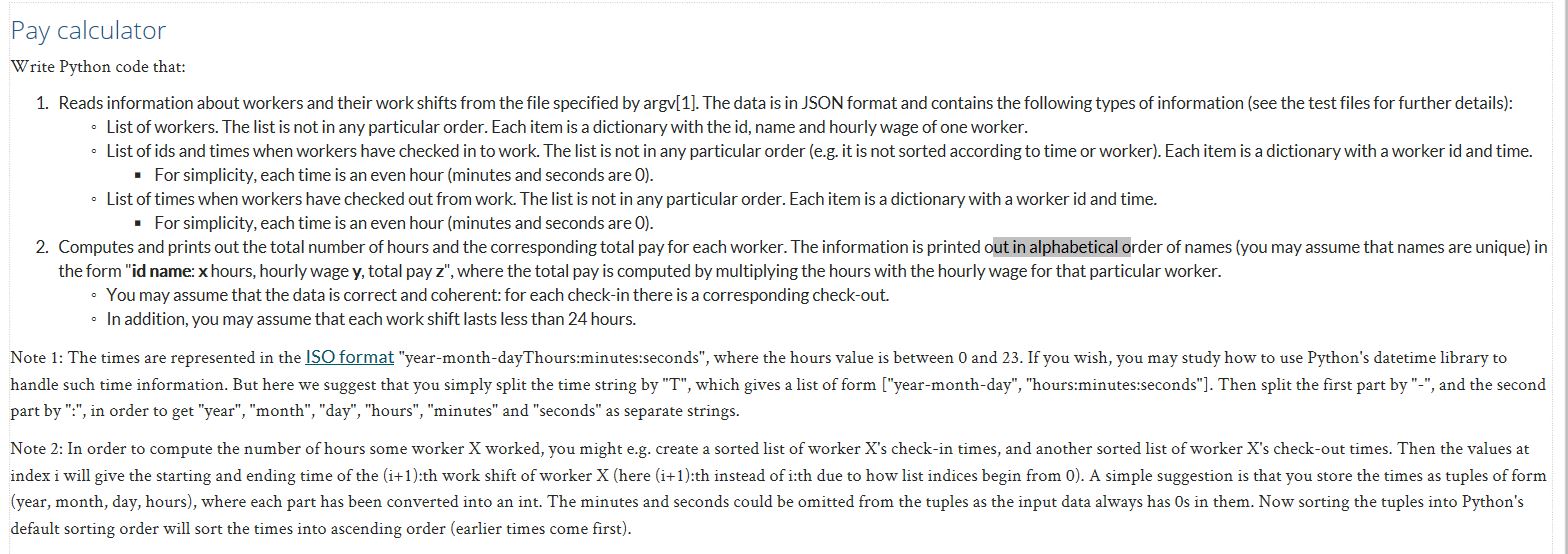 Pay calculator
Write Python code that:
1. Reads information about workers and their work shifts from the file specified by argv[1]. The data is in JSON format and contains the following types of information (see the test files for further details):
◦ List of workers. The list is not in any particular order. Each item is a dictionary with the id, name and hourly wage of one worker.
◦ List of ids and times when workers have checked in to work. The list is not in any particular order (e.g. it is not sorted according to time or worker). Each item is a dictionary with a worker id and time.
▪ For simplicity, each time is an even hour (minutes and seconds are 0).
◦ List of times when workers have checked out from work. The list is not in any particular order. Each item is a dictionary with a worker id and time.
▪ For simplicity, each time is an even hour (minutes and seconds are 0).
2. Computes and prints out the total number of hours and the corresponding total pay for each worker. The information is printed out in alphabetical order of names (you may assume that names are unique) in
the form "id name: x hours, hourly wage y, total pay z", where the total pay is computed by multiplying the hours with the hourly wage for that particular worker.
◦ You may assume that the data is correct and coherent: for each check-in there is a corresponding check-out.
◦ In addition, you may assume that each work shift lasts less than 24 hours.
Note 1: The times are represented in the ISO format "year-month-dayThours:minutes:seconds", where the hours value is between 0 and 23. If you wish, you may study how to use Python's datetime library to
handle such time information. But here we suggest that you simply split the time string by "T", which gives a list of form ["year-month-day", "hours:minutes:seconds"]. Then split the first part by "-", and the second
part by ":", in order to get "year", "month", "day", "hours", "minutes" and "seconds" as separate strings.
Note 2: In order to compute the number of hours some worker X worked, you might e.g. create a sorted list of worker X's check-in times, and another sorted list of worker X's check-out times. Then the values at
index i will give the starting and ending time of the (i+1):th work shift of worker X (here (i+1):th instead of i:th due to how list indices begin from 0). A simple suggestion is that you store the times as tuples of form
(year, month, day, hours), where each part has been converted into an int. The minutes and seconds could be omitted from the tuples as the input data always has 0s in them. Now sorting the tuples into Python's
default sorting order will sort the times into ascending order (earlier times come first).